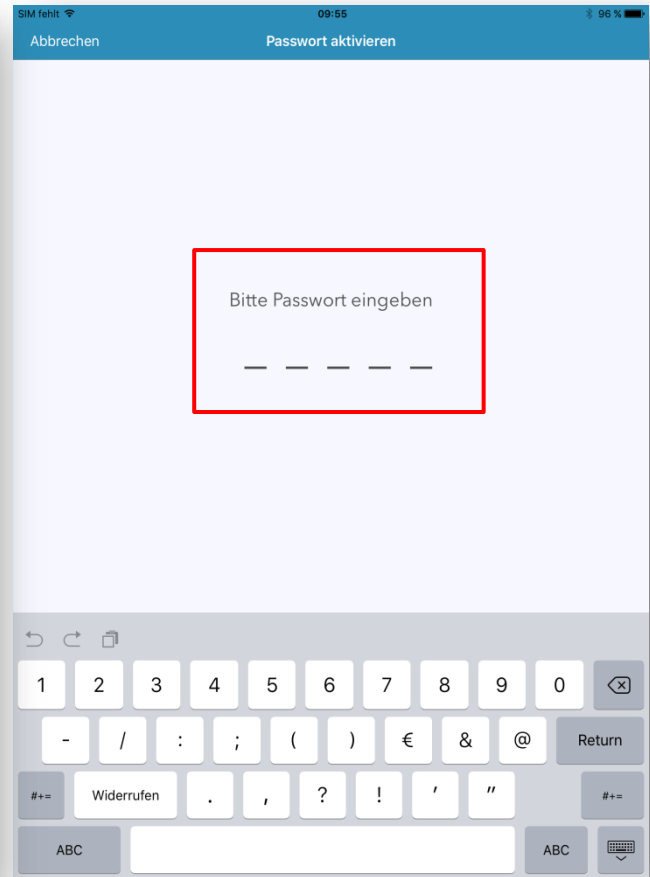 SIM fehlt 09:55 96 %
Abbrechen Passwort aktivieren
Bitte Passwort eingeben
1 2 3 4 5 6 7 8 9 0
- / : ; ( ) € & @ Return
#+= Widerrufen . , ? ! ' " #+=
ABC ABC